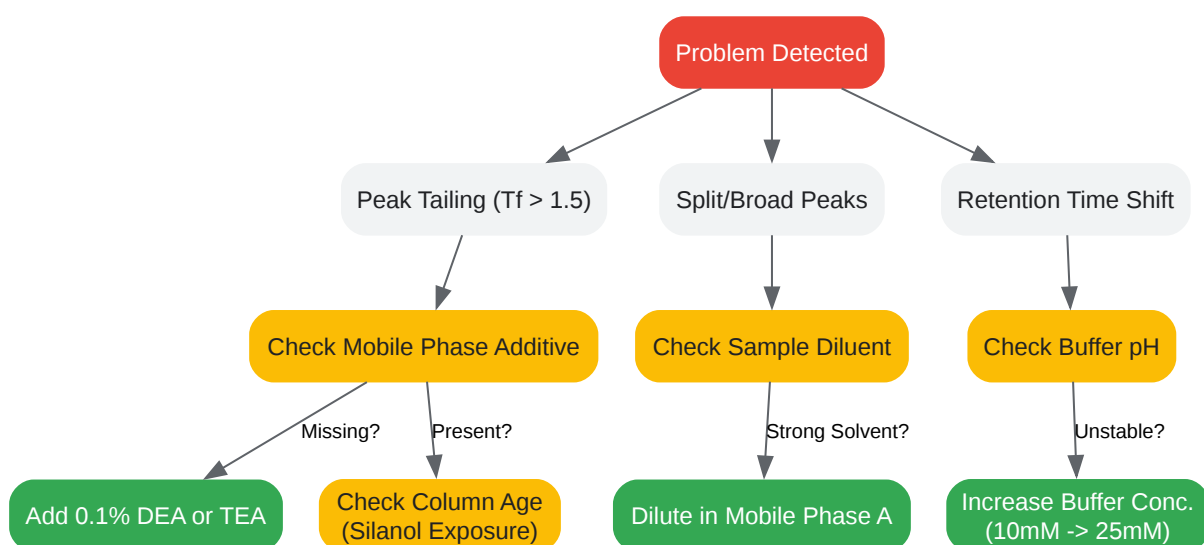 Problem Detected
Peak Tailing (Tf > 1.5)
Split/Broad Peaks
Retention Time Shift
Check Mobile Phase Additive
Check Sample Diluent
Check Buffer pH
Missing?
Present?
Strong Solvent?
Unstable?
Add 0.1% DEA or TEA
Check Column Age
(Silanol Exposure)
Dilute in Mobile Phase A
Increase Buffer Conc.
(10mM -> 25mM)